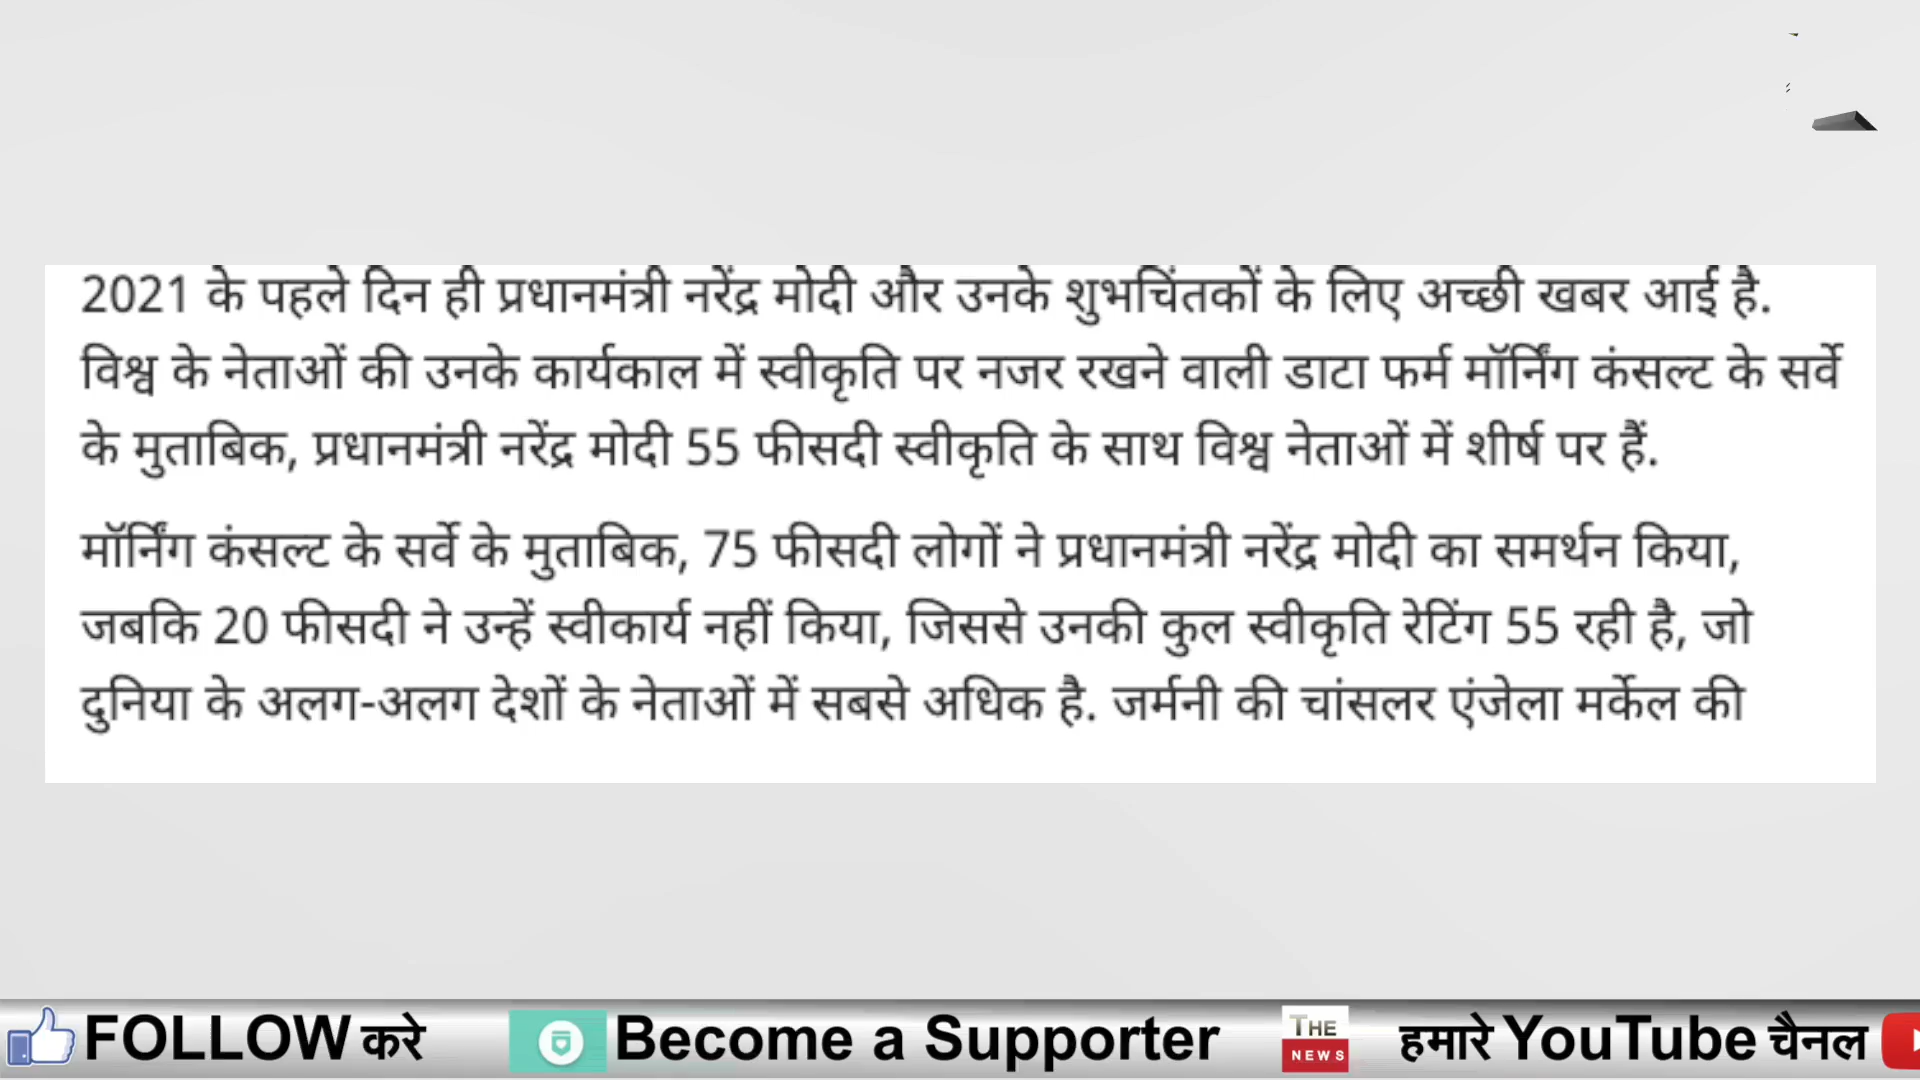 2021 के पहले दिन ही प्रधानमंत्री नरेंद्र मोदी और उनके शुभचिंतकों के लिए अच्छी खबर आई है.
विश्व के नेताओं की उनके कार्यकाल में स्वीकृति पर नजर रखने वाली डाटा फर्म मॉर्निंग कंसल्ट के सर्वे
के मुताबिक, प्रधानमंत्री नरेंद्र मोदी 55 फीसदी स्वीकृति के साथ विश्व नेताओं में शीर्ष पर हैं.
मॉर्निंग कंसल्ट के सर्वे के मुताबिक, 75 फीसदी लोगों ने प्रधानमंत्री नरेंद्र मोदी का समर्थन किया,
जबकि 20 फीसदी ने उन्हें स्वीकार्य नहीं किया, जिससे उनकी कुल स्वीकृति रेटिंग 55 रही है, जो
दुनिया के अलग-अलग देशों के नेताओं में सबसे अधिक है. जर्मनी की चांसलर एंजेला मर्केल की
FOLLOW करे Become a Supporter THE NEWS हमारे YouTube चैनल